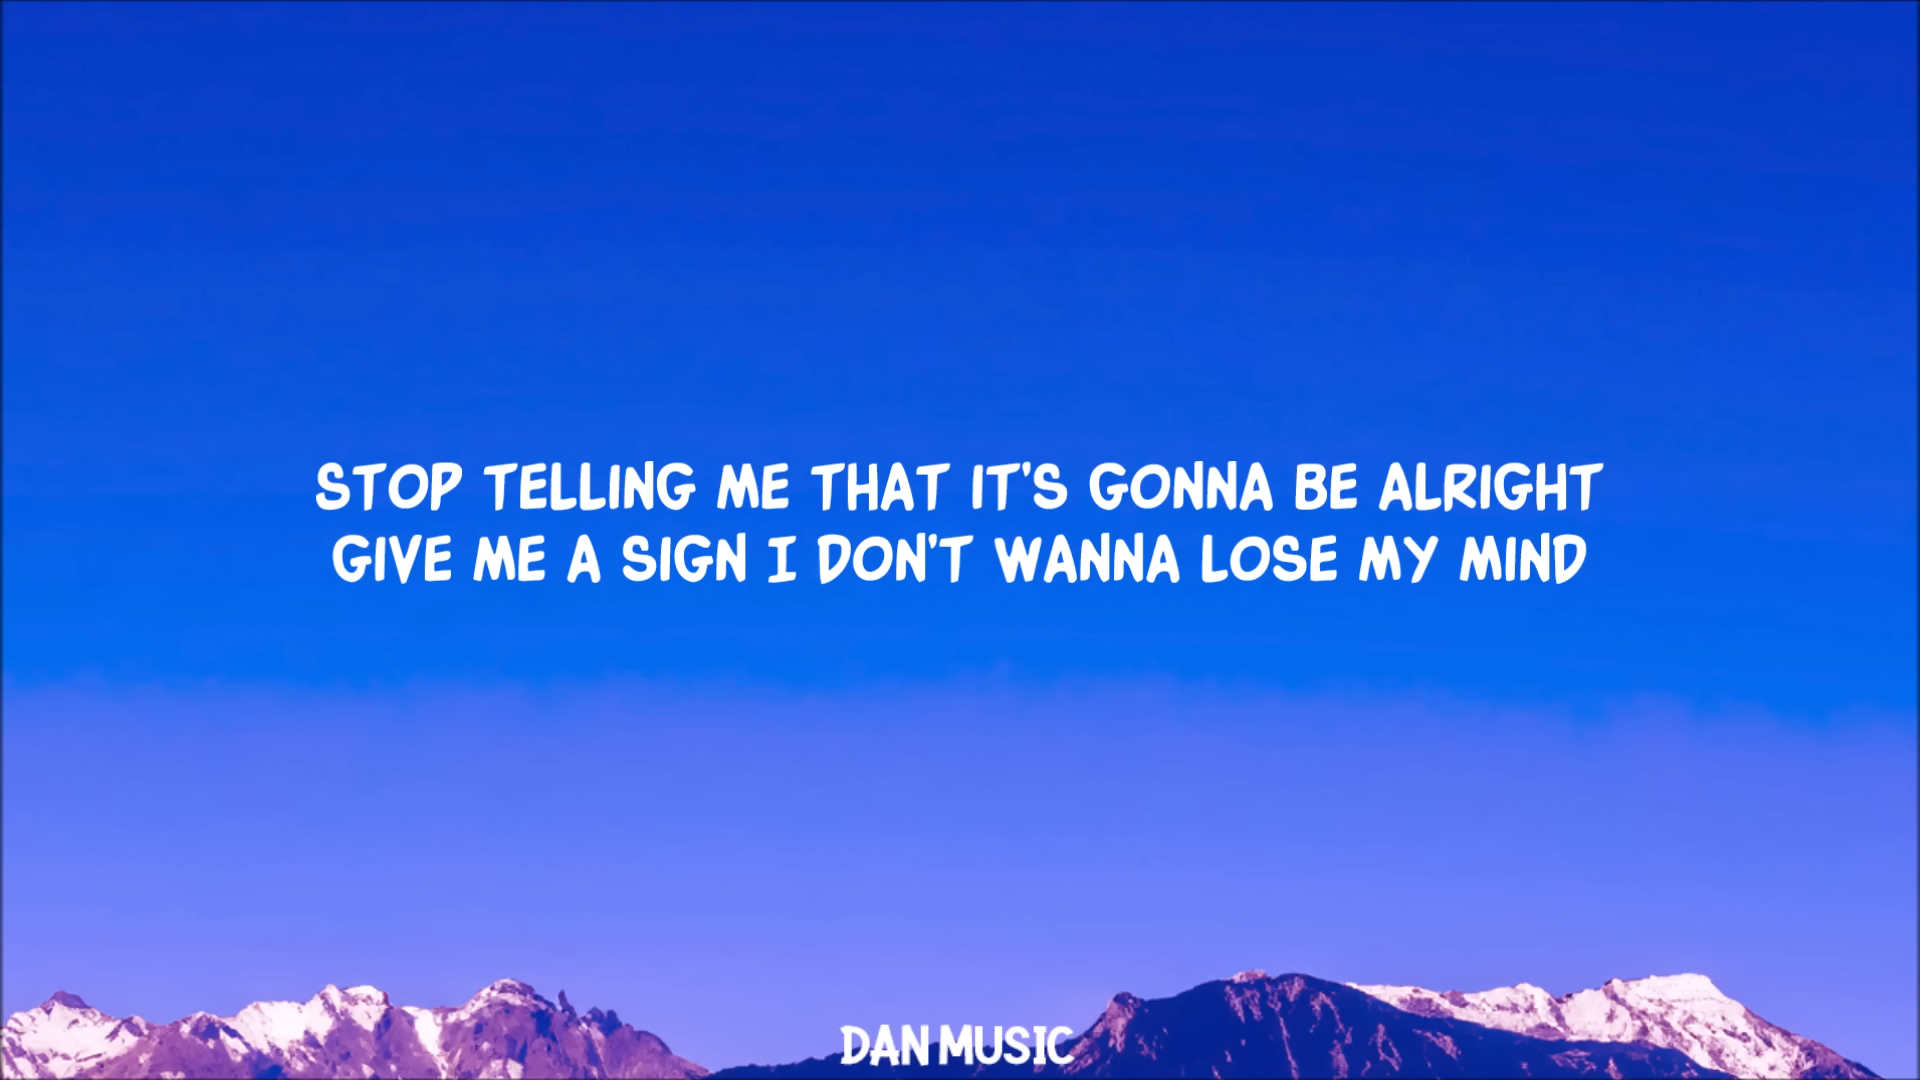 STOP TELLING ME THAT IT'S GONNA BE ALRIGHT
GIVE ME A SIGN I DON'T WANNA LOSE MY MIND
DAN MUSIC